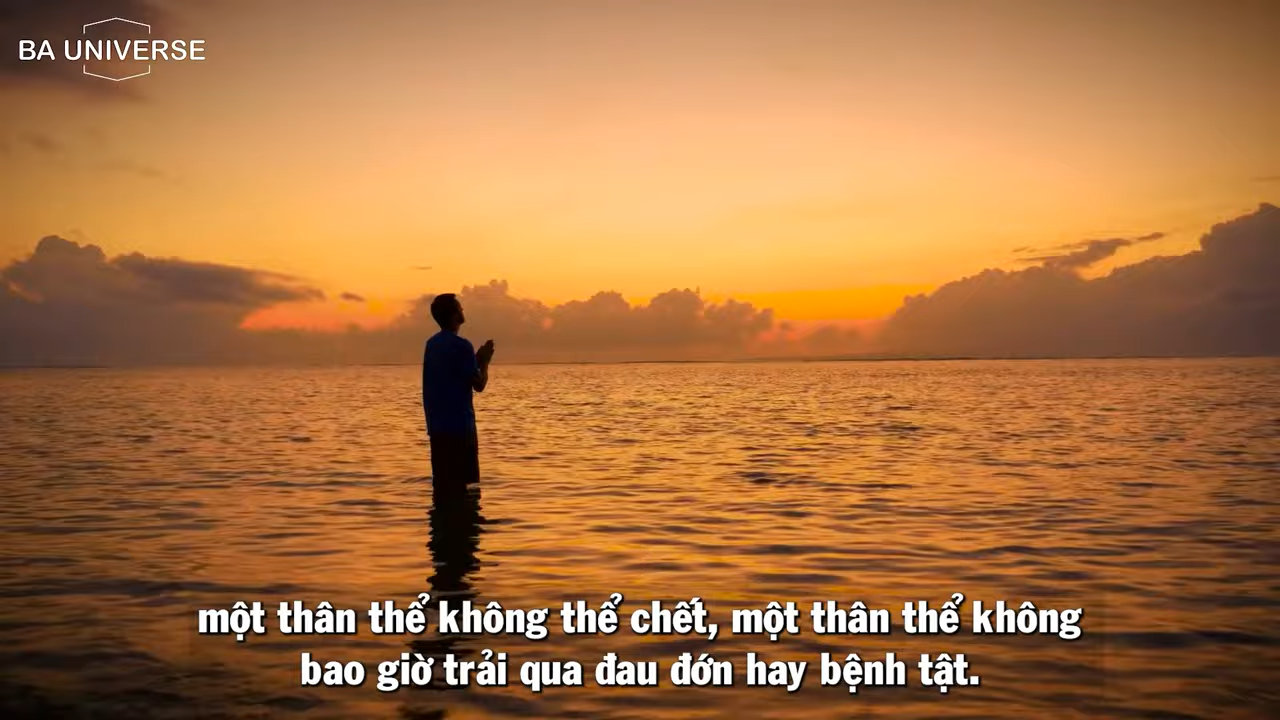 BA UNIVERSE
một thân thể không thể chết, một thân thể không
bao giờ trải qua đau đớn hay bệnh tật.